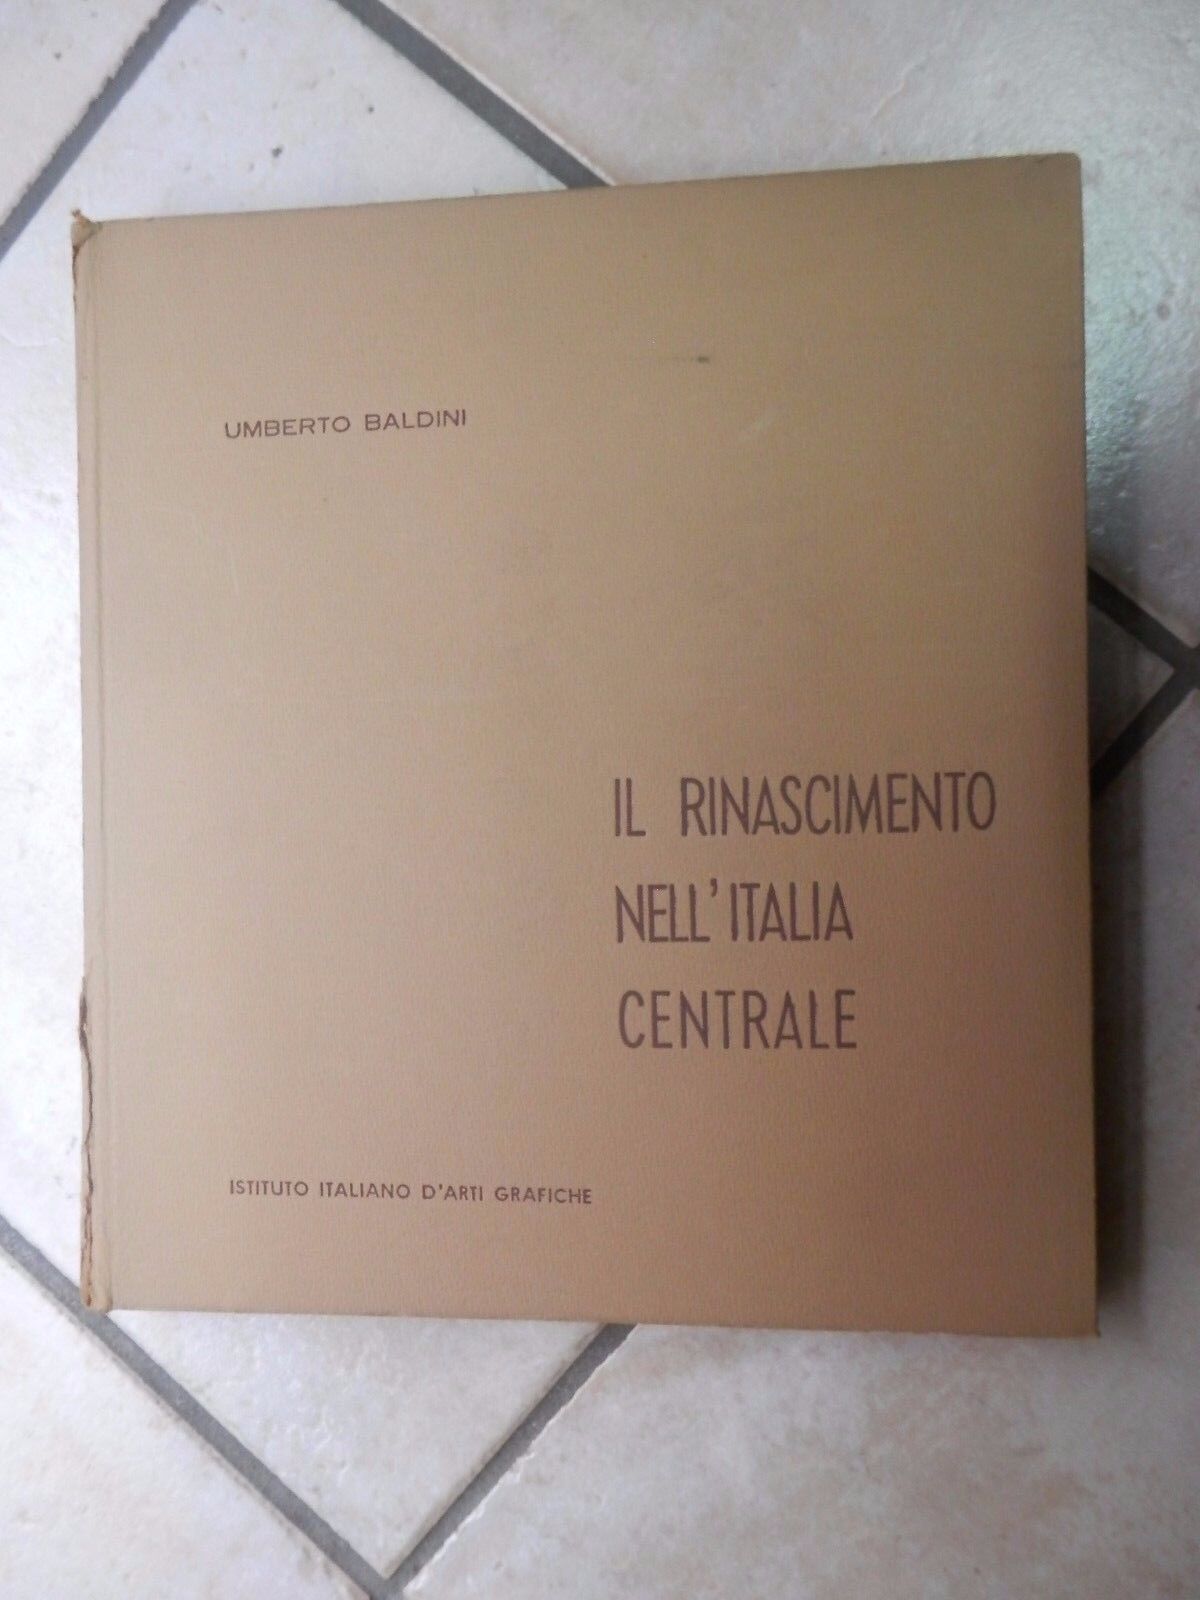 UMBERTO BALDINI
IL RINASCIMENTO
NELL'ITALIA
CENTRALE
ISTITUTO ITALIANO D'ARTI GRAFICHE